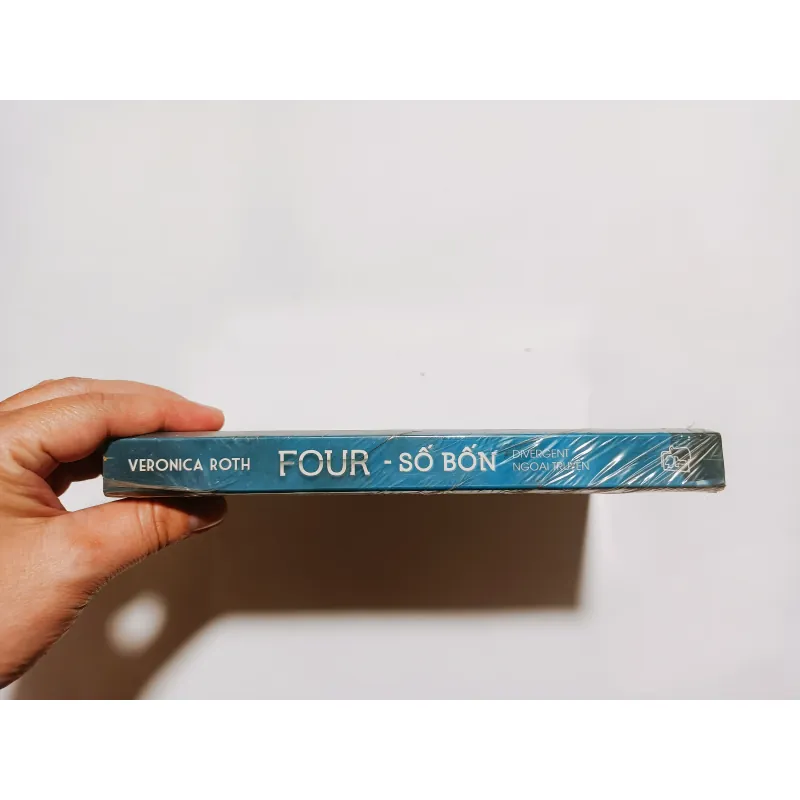 VERONICA ROTH
FOUR - SỐ BỐN
DIVERGENT
NGOẠI TRUYỆN